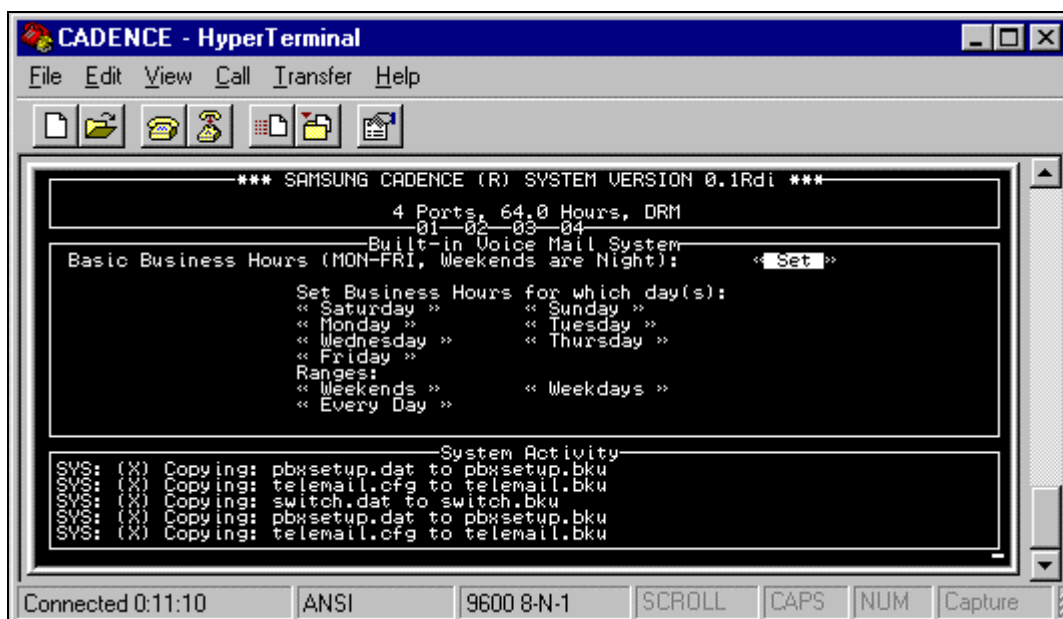 CADENCE - HyperTerminal
File Edit View Call Transfer Help
*** SAMSUNG CADENCE (R) SYSTEM VERSION 0.1Rdi ***
4 Ports, 64.0 Hours, DRM
01 02 03 04
Built-in Voice Mail System
Basic Business Hours (MON-FRI, Weekends are Night): « Set »
Set Business Hours for which day(s):
« Saturday » « Sunday »
« Monday » « Tuesday »
« Wednesday » « Thursday »
« Friday »
Ranges:
« Weekends » « Weekdays »
« Every Day »
System Activity
SYS: (X) Copying: pbxsetup.dat to pbxsetup.bku
SYS: (X) Copying: telemail.cfg to telemail.bku
SYS: (X) Copying: switch.dat to switch.bku
SYS: (X) Copying: pbxsetup.dat to pbxsetup.bku
SYS: (X) Copying: telemail.cfg to telemail.bku
Connected 0:11:10 ANSI 9600 8-N-1 SCROLL CAPS NUM Capture